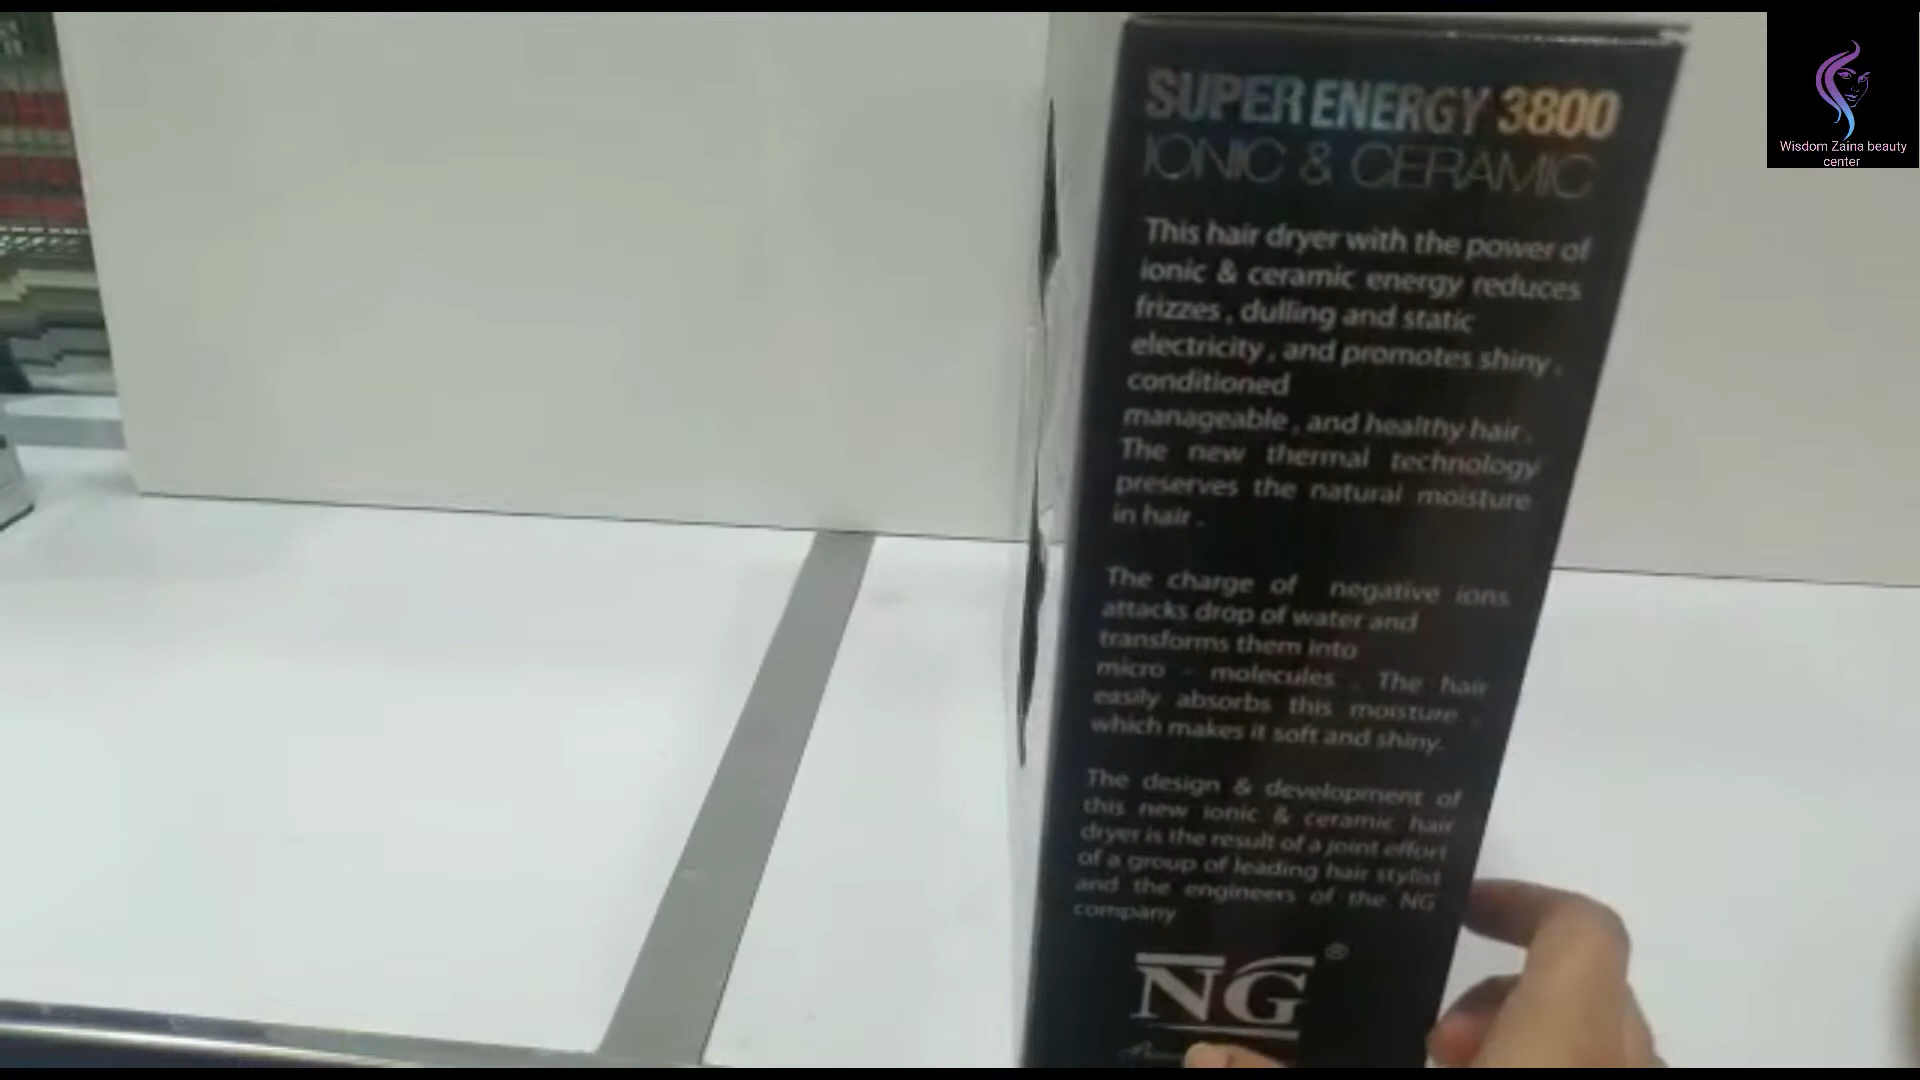 SUPER ENERGY 3800
IONIC & CERAMIC
This hair dryer with the power of
ionic & ceramic energy reduces
frizzes , dulling and static
electricity , and promotes shiny ,
conditioned
manageable , and healthy hair .
The new thermal technology
preserves the natural moisture
in hair .
The charge of negative ions
attacks drop of water and
transforms them into
micro - molecules . The hair
easily absorbs this moisture ,
which makes it soft and shiny.
The design & development of
this new ionic & ceramic hair
dryer is the result of a joint effort
of a group of leading hair stylist
and the engineers of the NG
company
NG ®
Wisdom Zaina beauty
center